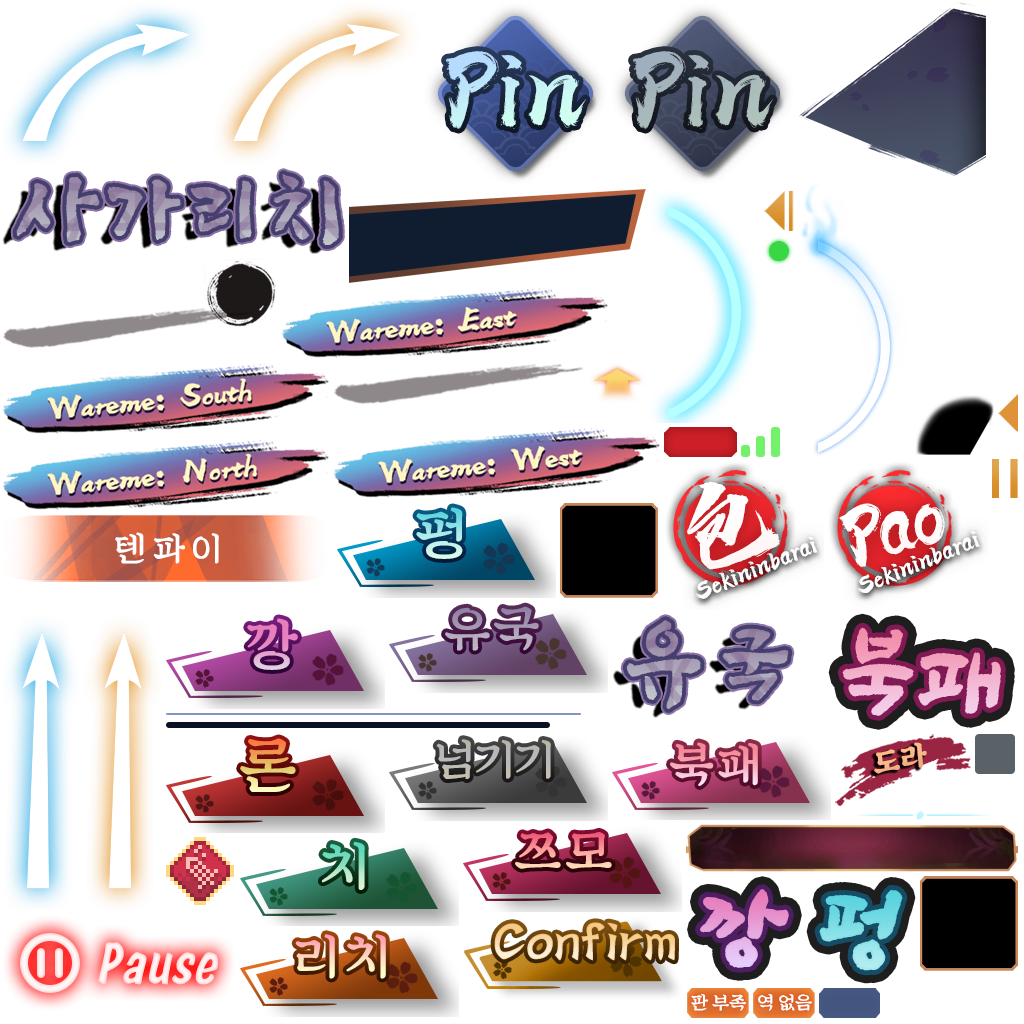 Pin
Pin
사가리치
Wareme: East
Wareme: South
Wareme: North
Wareme: West
텐파이
펑
包
Sekininbarai
Pao
Sekininbarai
깡
유국
유국
북패
론
넘기기
북패
도라
치
쯔모
깡
펑
Pause
리치
Confirm
판 부족
역 없음